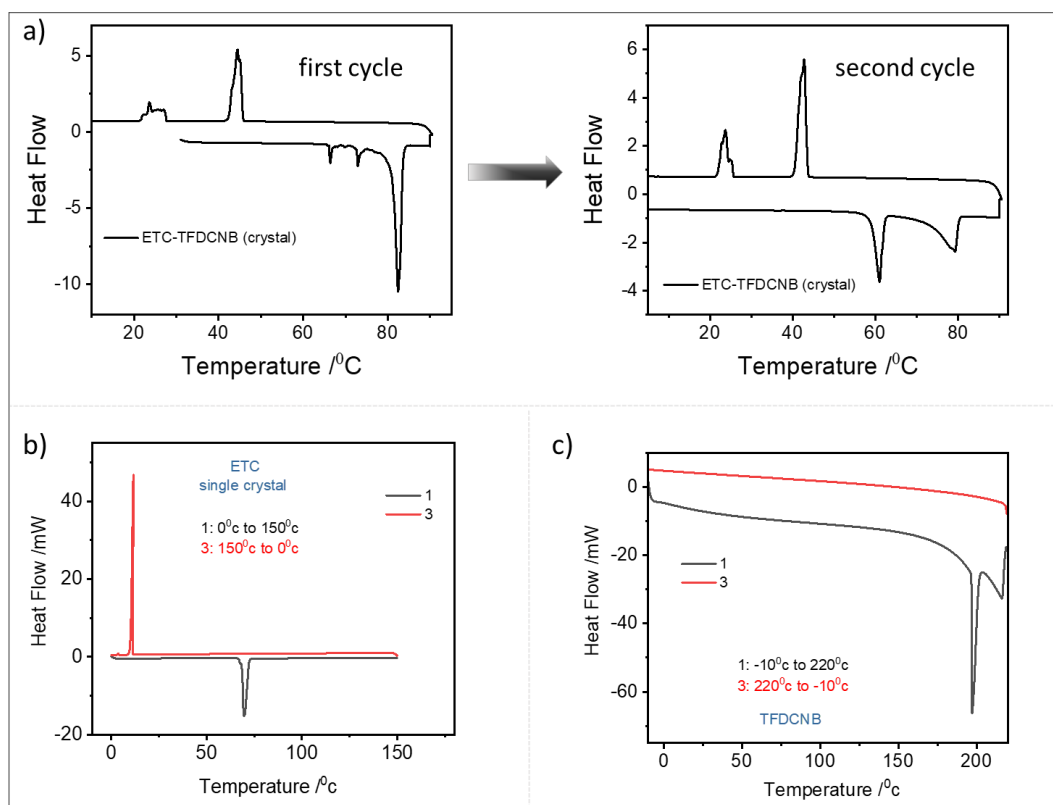 a)
first cycle
second cycle
5
0
-5
-10
Heat Flow
ETC-TFDCNB (crystal)
20 40 60 80
Temperature /⁰C
6
4
2
0
-2
-4
Heat Flow
ETC-TFDCNB (crystal)
20 40 60 80
Temperature /⁰C
b)
ETC
single crystal
1
3
1: 0⁰c to 150⁰c
3: 150⁰c to 0⁰c
40
20
0
-20
Heat Flow /mW
0 50 100 150
Temperature /⁰c
c)
0
-20
-40
-60
Heat Flow /mW
1
3
1: -10⁰c to 220⁰c
3: 220⁰c to -10⁰c
TFDCNB
0 50 100 150 200
Temperature /⁰c